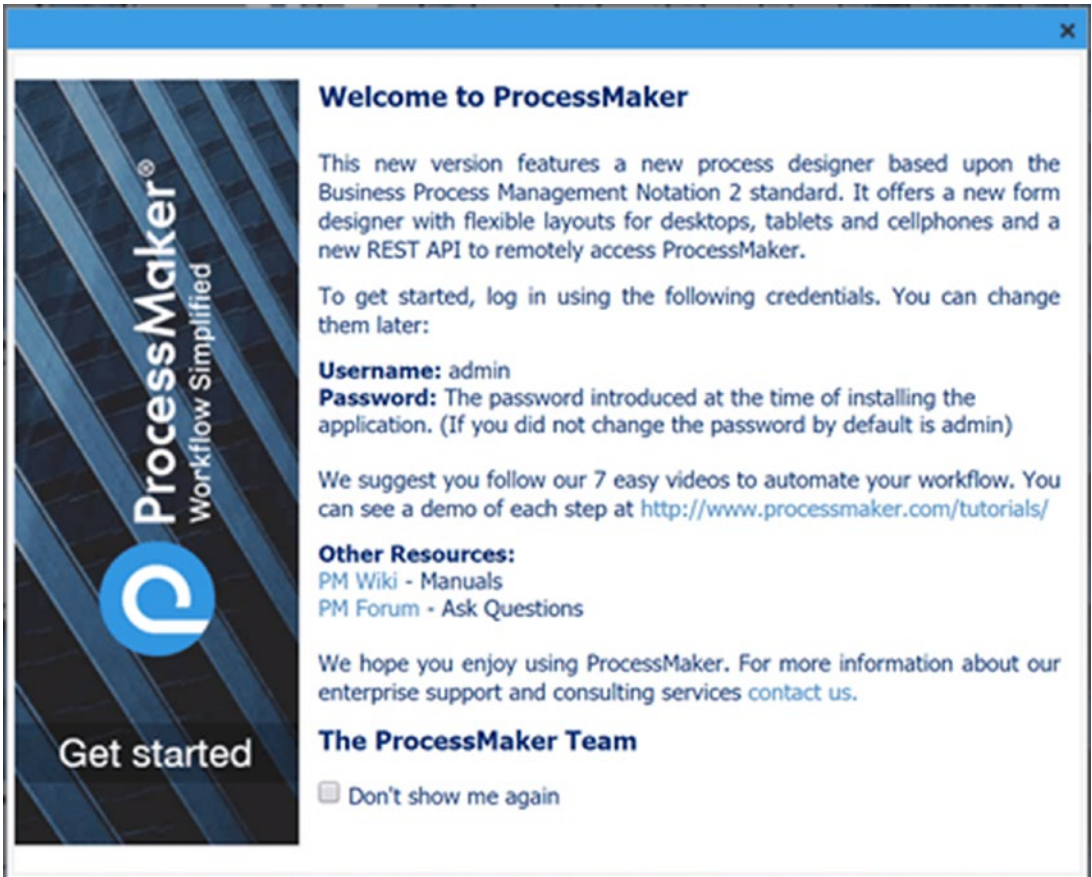 ×
Welcome to ProcessMaker
This new version features a new process designer based upon the
Business Process Management Notation 2 standard. It offers a new form
designer with flexible layouts for desktops, tablets and cellphones and a
new REST API to remotely access ProcessMaker.
To get started, log in using the following credentials. You can change
them later:
Username: admin
Password: The password introduced at the time of installing the
application. (If you did not change the password by default is admin)
We suggest you follow our 7 easy videos to automate your workflow. You
can see a demo of each step at http://www.processmaker.com/tutorials/
Other Resources:
PM Wiki - Manuals
PM Forum - Ask Questions
We hope you enjoy using ProcessMaker. For more information about our
enterprise support and consulting services contact us.
The ProcessMaker Team
Don't show me again
ProcessMaker®
Workflow Simplified
Get started